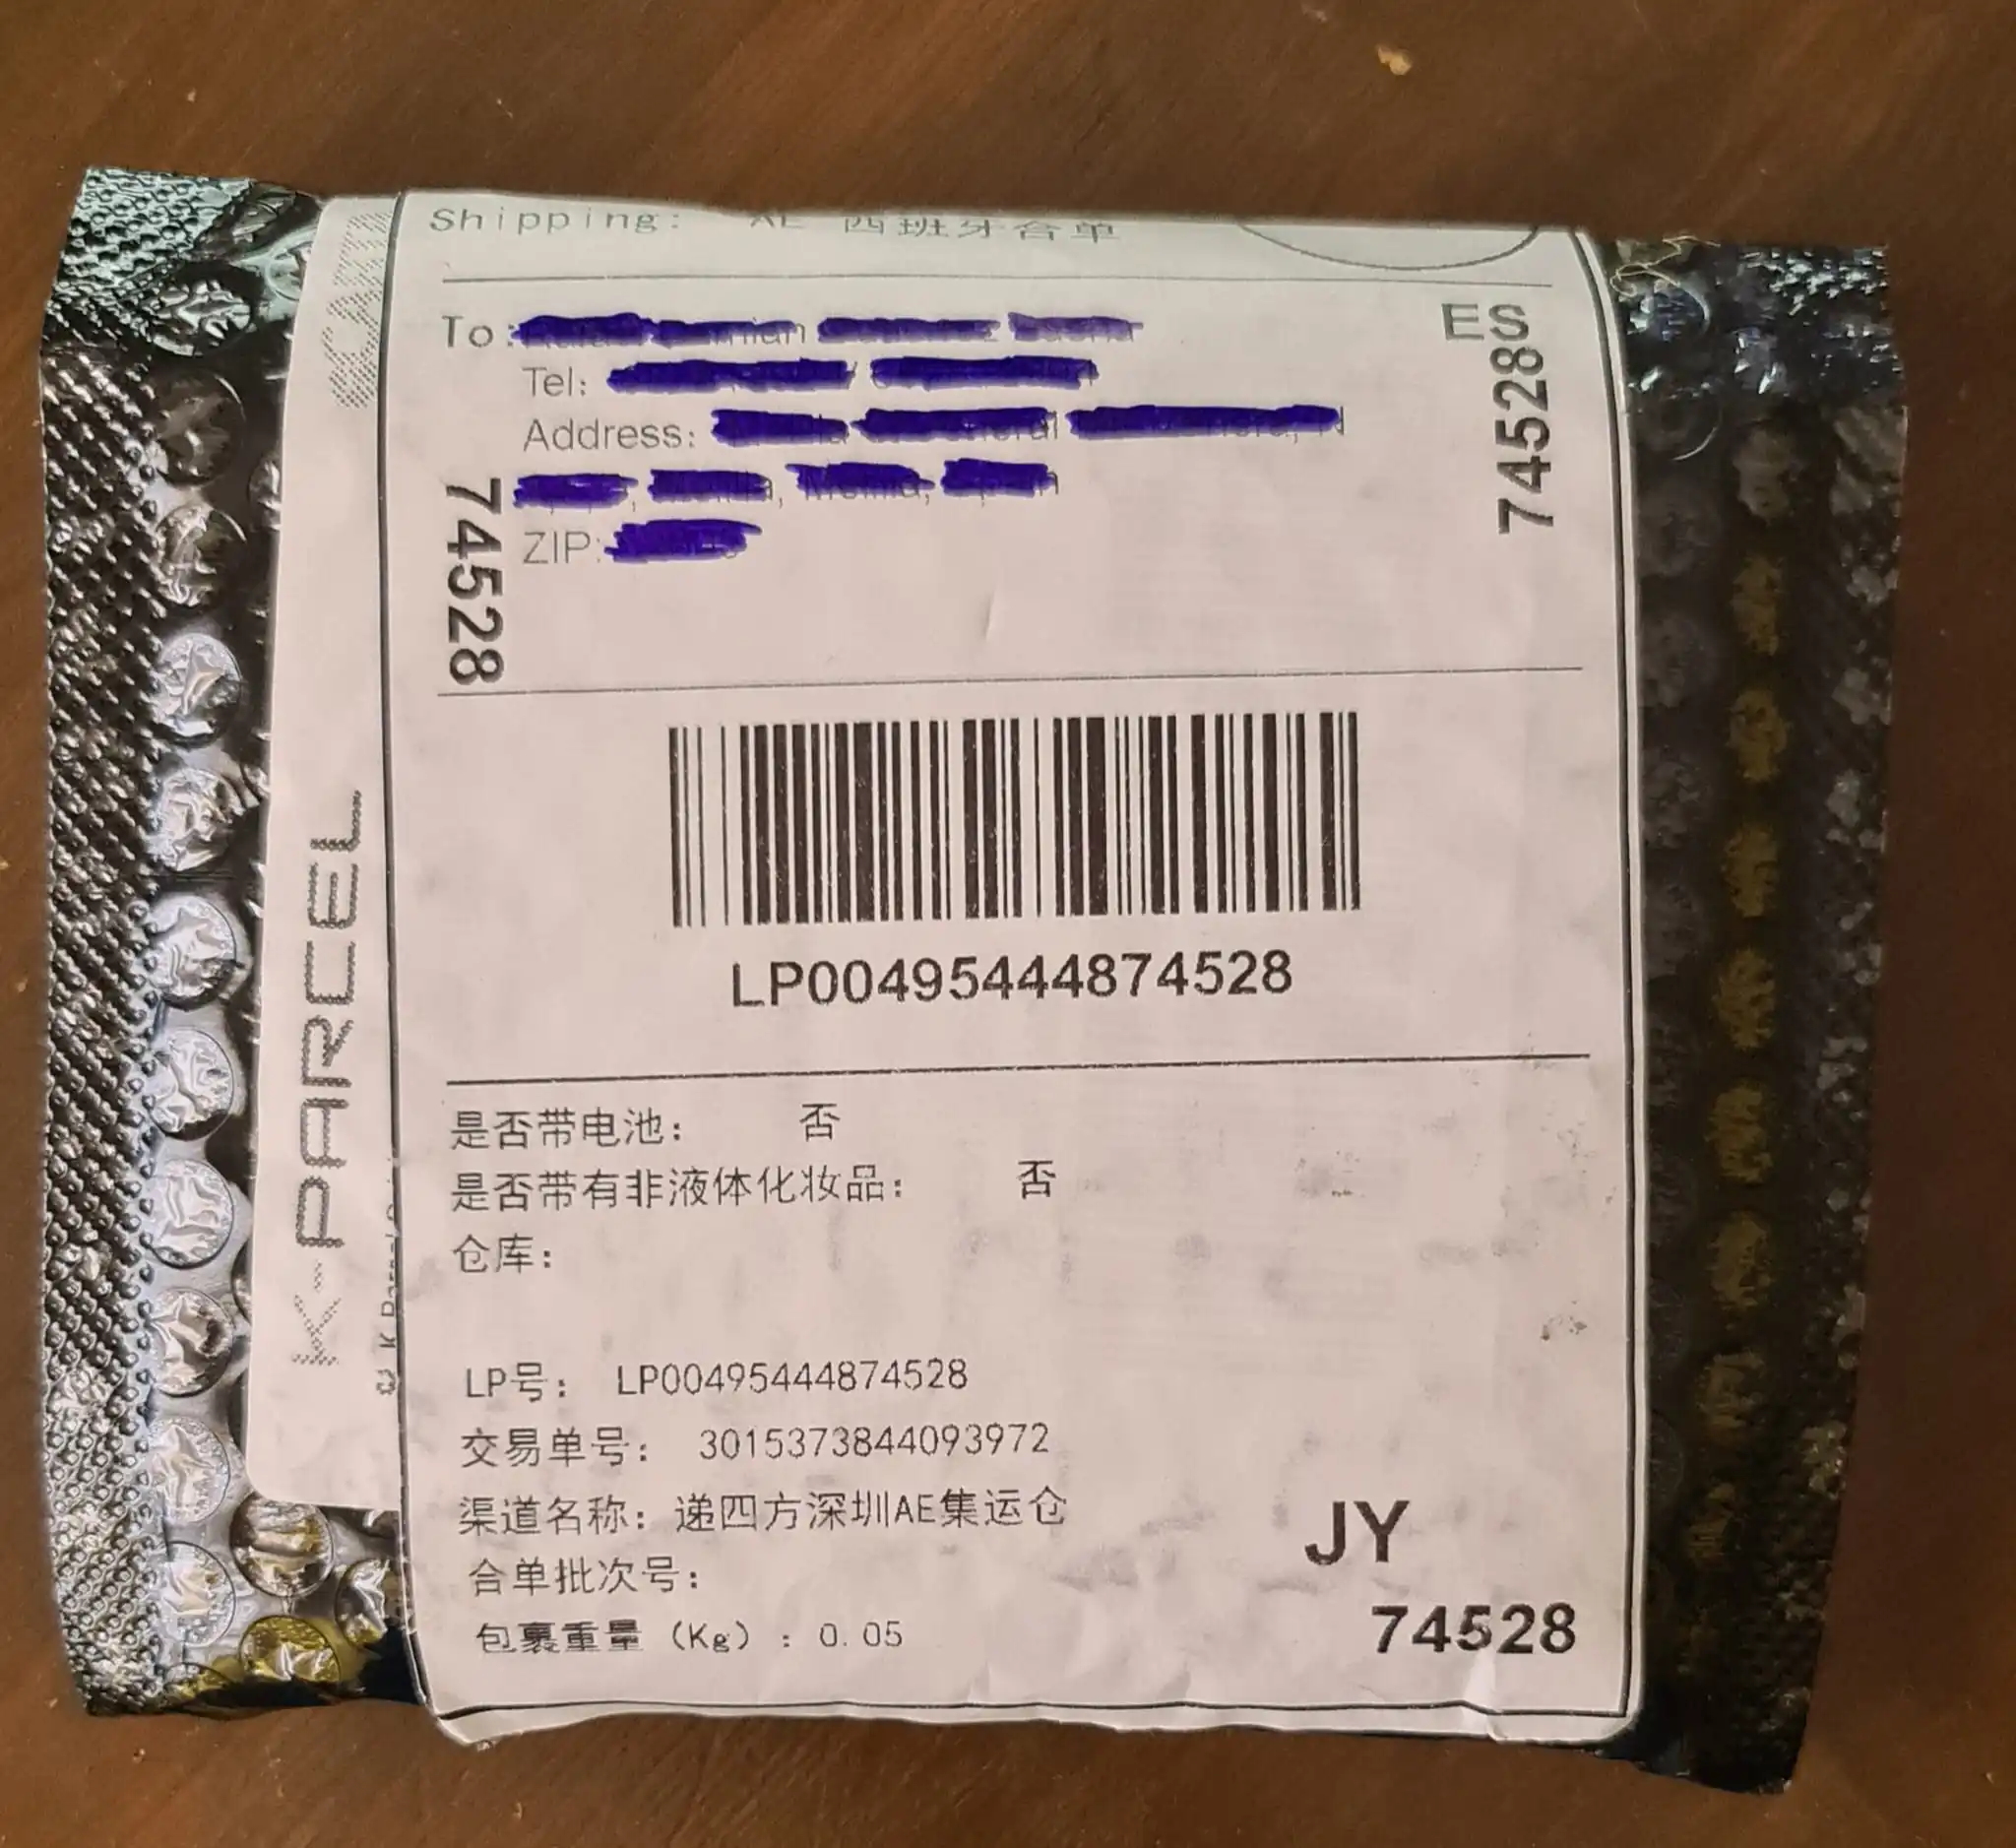 Shipping: AE 西班牙合单
ES
To:
Tel:
Address:
ZIP:
74528
74528
LP00495444874528
是否带电池： 否
是否带有非液体化妆品： 否
仓库：
LP号： LP00495444874528
交易单号： 3015373844093972
渠道名称：递四方深圳AE集运仓
合单批次号：
包裹重量（Kg）：0.05
JY
74528
K-PARCEL